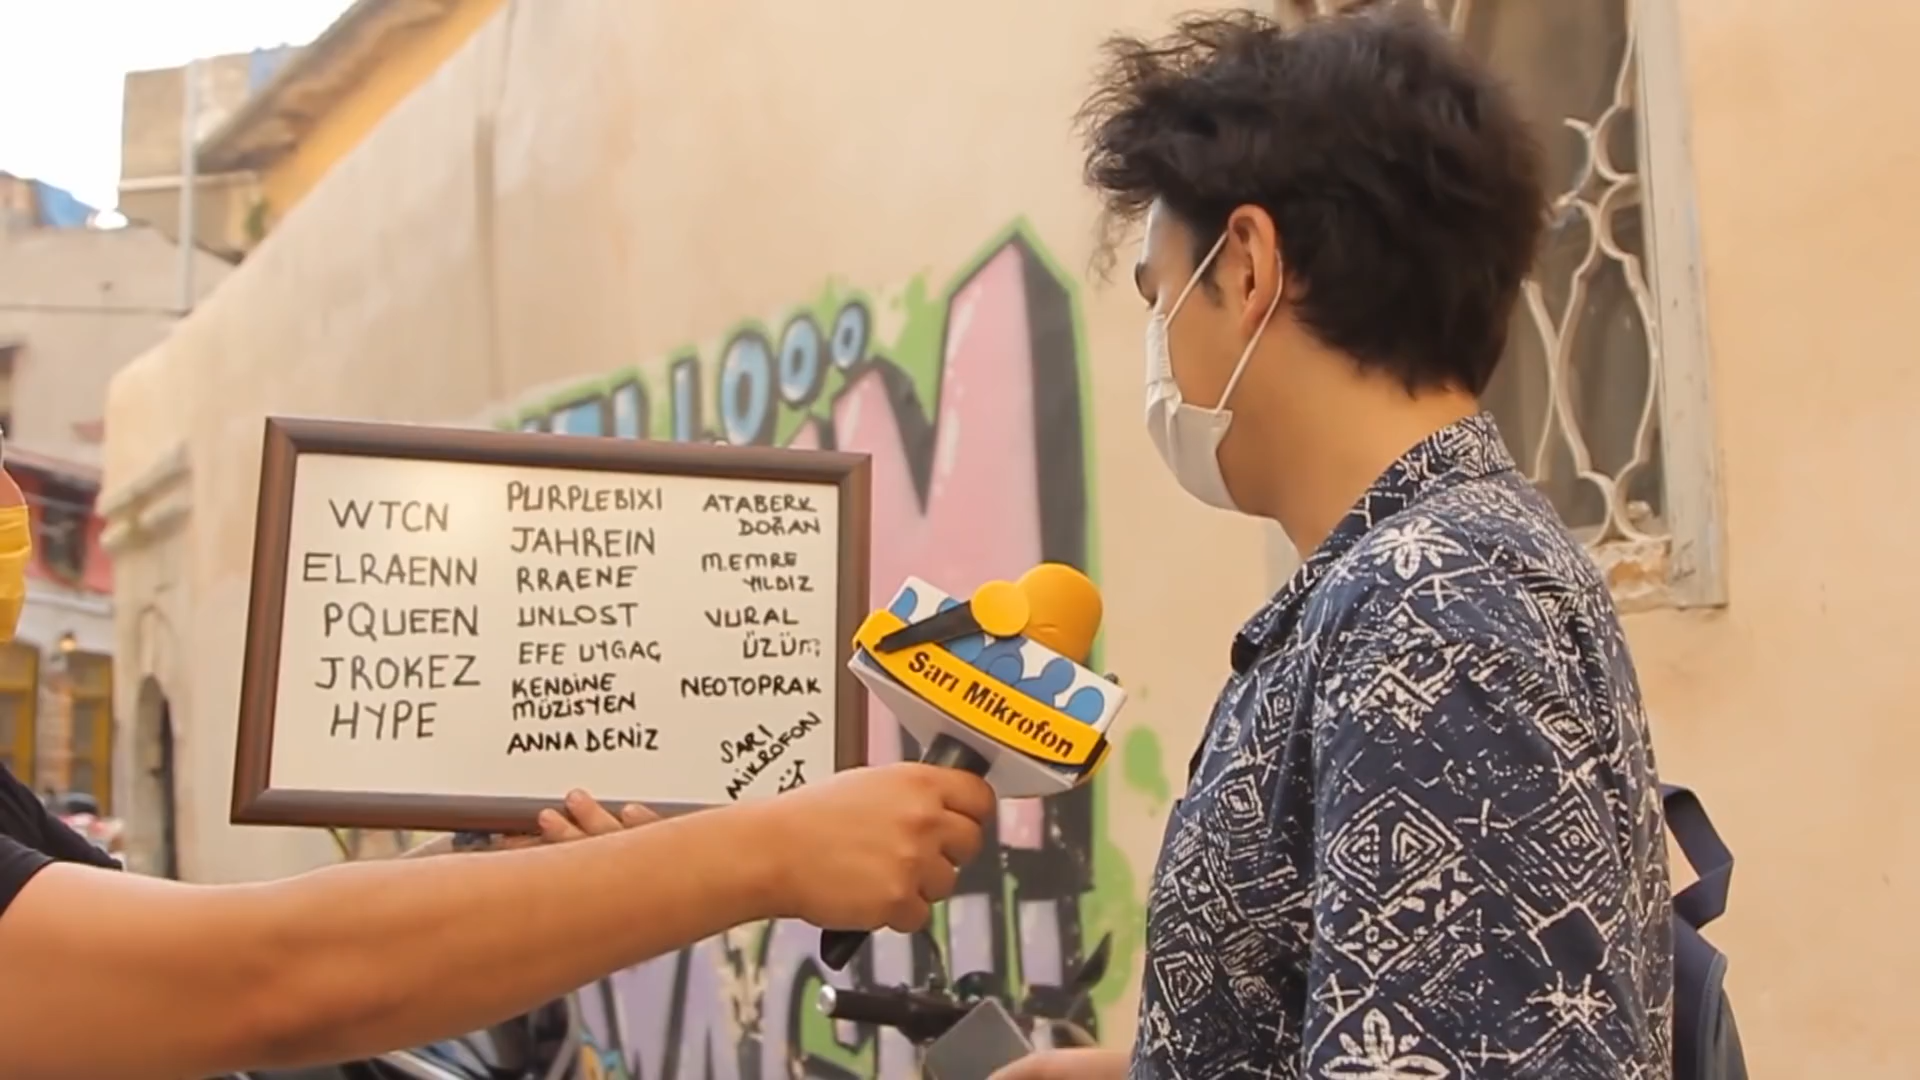 WTCN
ELRAENN
PQUEEN
JROKEZ
HYPE
PURPLEBIXI
JAHREIN
RRAENE
UNLOST
EFE UYGAÇ
KENDİNE
MÜZİSYEN
ANNA DENİZ
ATABERK
DOĞAN
M.EMRE
YILDIZ
VURAL
ÜZÜM
NEOTOPRAK
SARI
MİKROFON
Sarı Mikrofon
LLOOOO
M